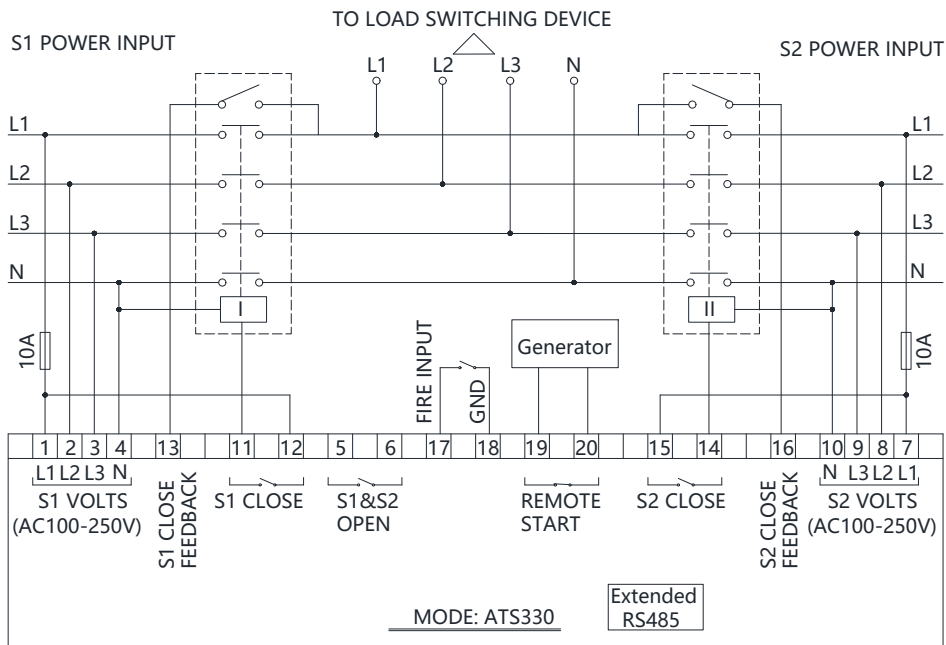 TO LOAD SWITCHING DEVICE
S1 POWER INPUT
S2 POWER INPUT
L1 L2 L3 N
L1 L1
L2 L2
L3 L3
N N
I II
10A 10A
FIRE INPUT
GND
Generator
1 2 3 4 13 11 12 5 6 17 18 19 20 15 14 16 10 9 8 7
L1 L2 L3 N
S1 VOLTS
(AC100-250V)
S1 CLOSE
FEEDBACK
S1 CLOSE
S1&S2
OPEN
REMOTE
START
S2 CLOSE
S2 CLOSE
FEEDBACK
N L3 L2 L1
S2 VOLTS
(AC100-250V)
MODE: ATS330
Extended
RS485